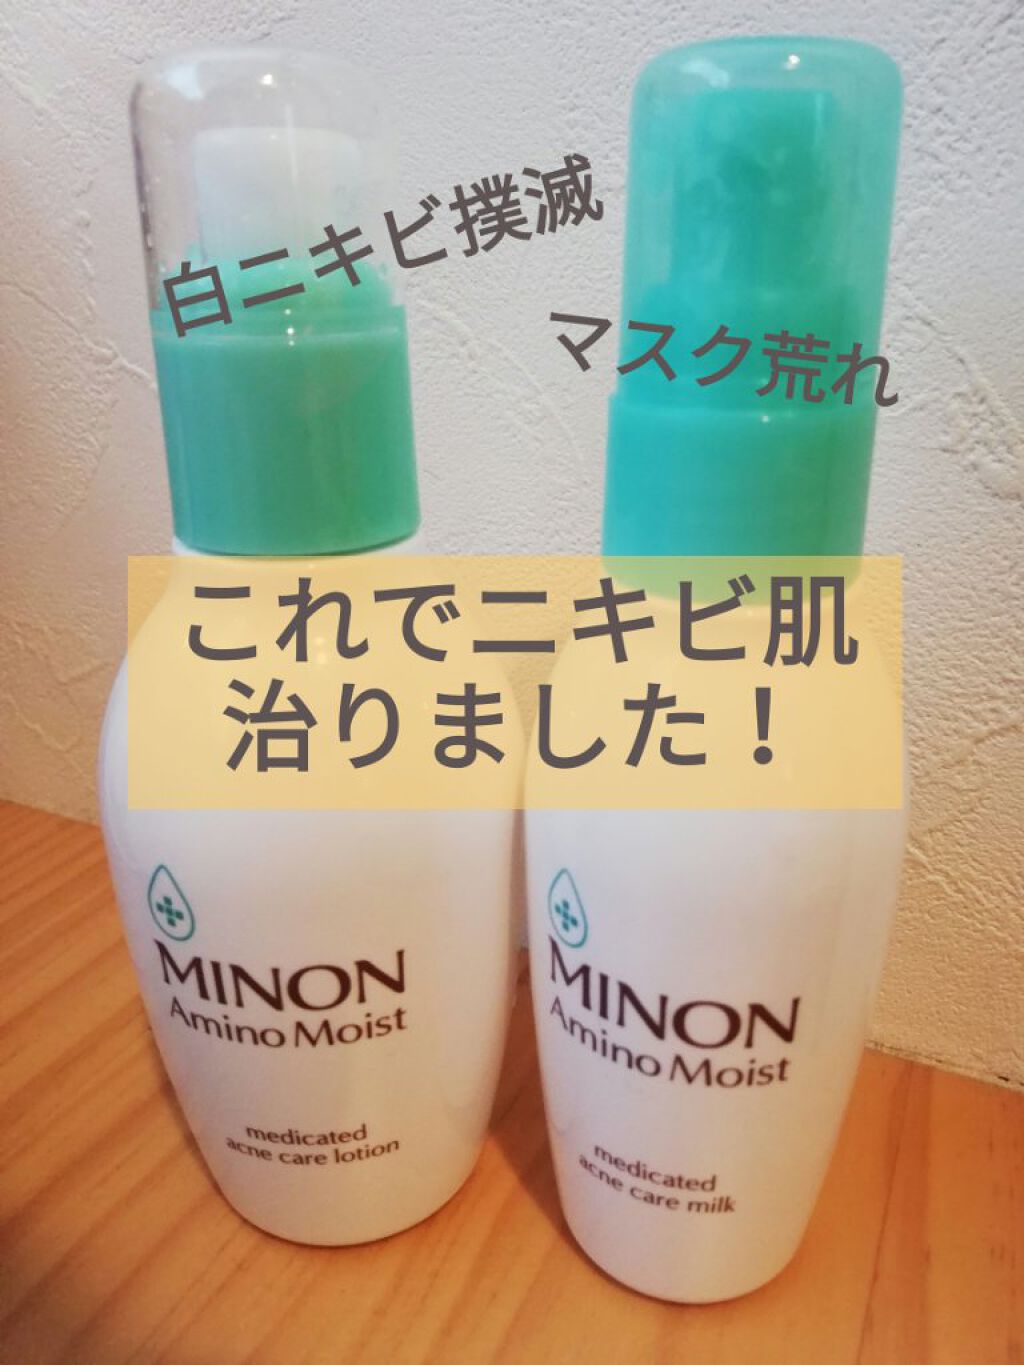 白ニキビ撲滅
マスク荒れ
これでニキビ肌
治りました！
MINON
Amino Moist
medicated
acne care lotion
MINON
Amino Moist
medicated
acne care milk